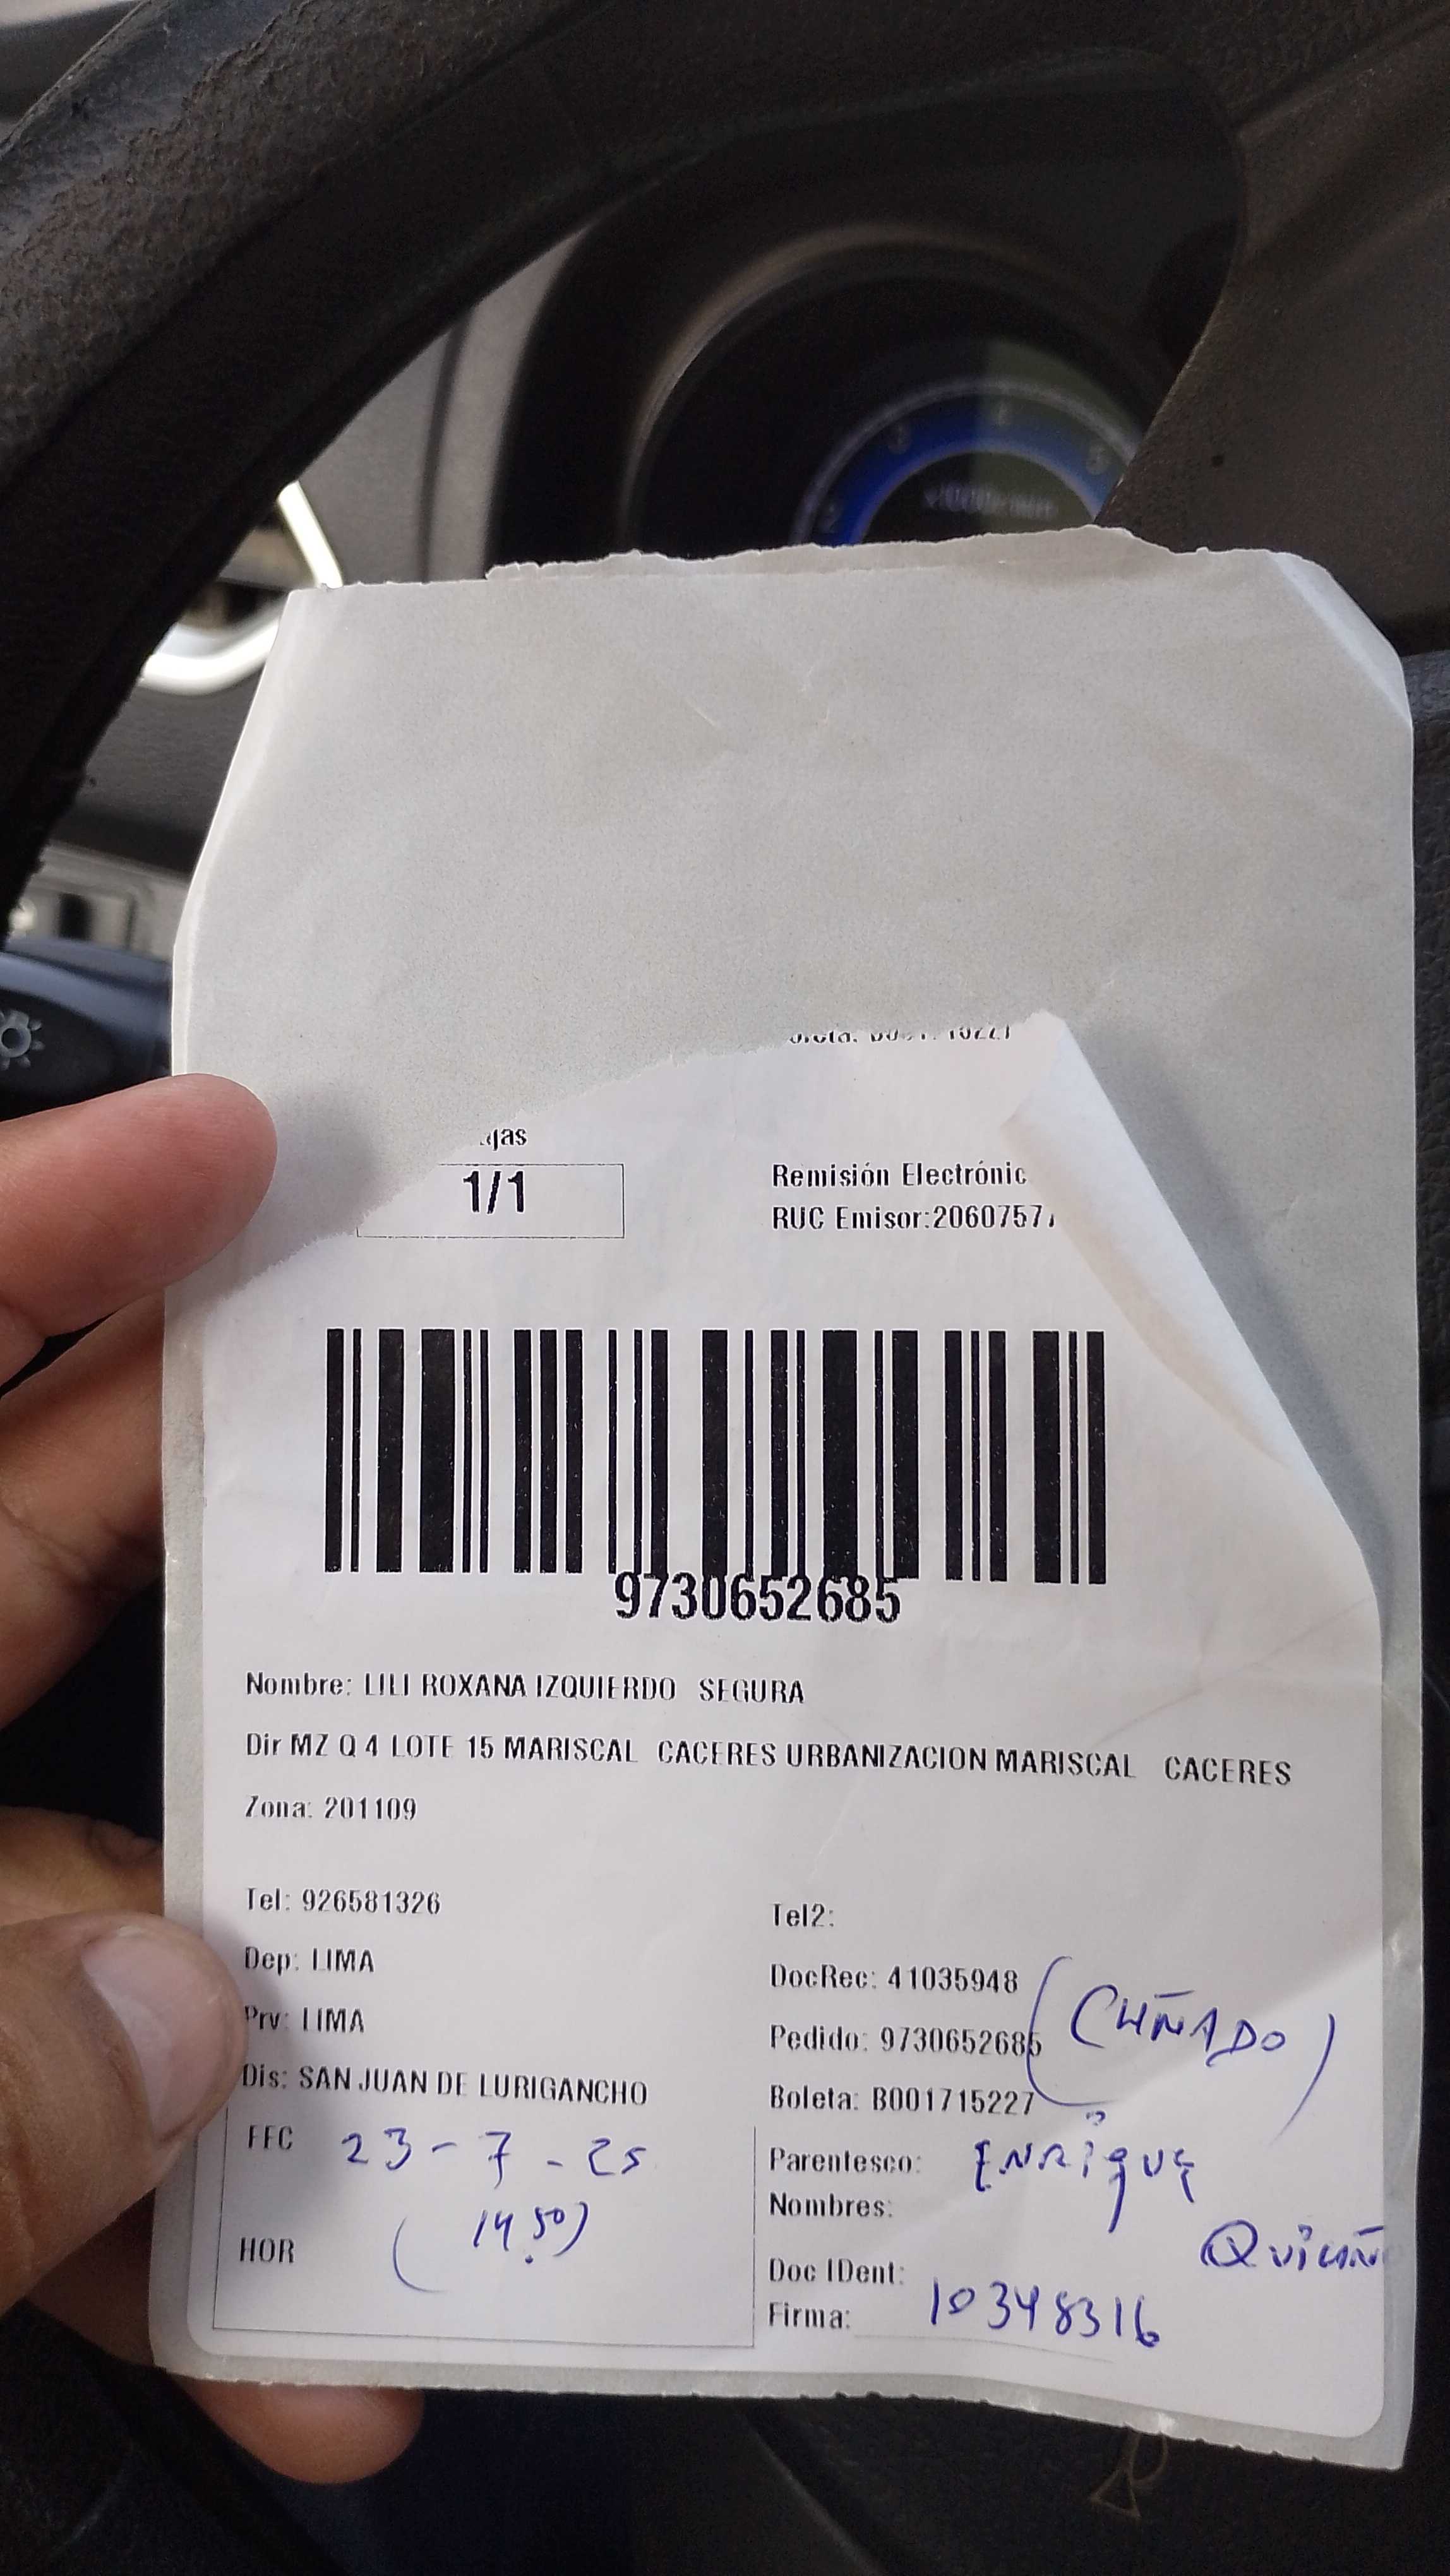 1/1
Remisión Electrónic
RUC Emisor:2060757
9730652685
Nombre: LILI ROXANA IZQUIERDO SEGURA
Dir MZ Q 4 LOTE 15 MARISCAL CACERES URBANIZACION MARISCAL CACERES
Zona: 201109
Tel: 926581326
Tel2:
Dep: LIMA
DocRec: 41035948
Prv: LIMA
(CUÑADO)
Pedido: 9730652685
Dis: SAN JUAN DE LURIGANCHO
Boleta: B001715227
FEC 23-7-25
Parentesco: ENRIQUE
Nombres:
HOR (14.50)
Doc IDent: 10348316
Firma: